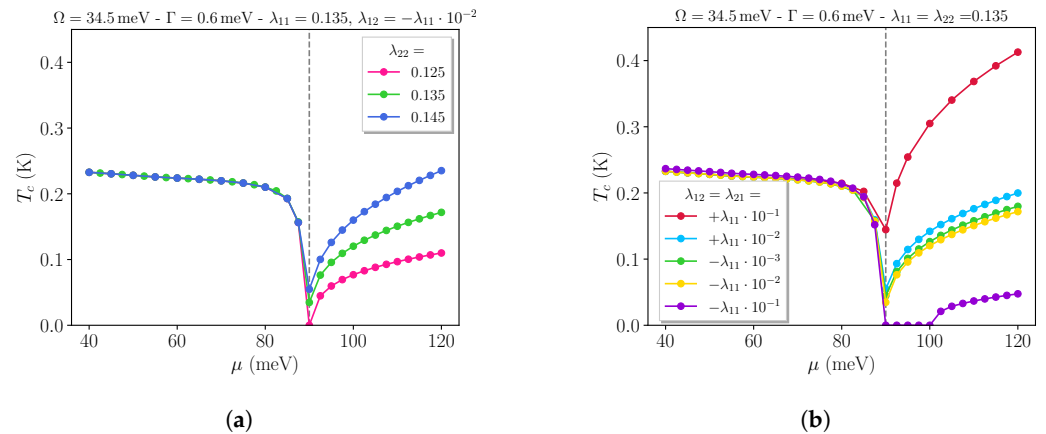 Ω = 34.5 meV - Γ = 0.6 meV - λ₁₁ = 0.135, λ₁₂ = −λ₁₁ · 10⁻²
T_c (K)
0.4
0.3
0.2
0.1
0.0
λ₂₂ =
0.125
0.135
0.145
40 60 80 100 120
μ (meV)
(a)
Ω = 34.5 meV - Γ = 0.6 meV - λ₁₁ = λ₂₂ =0.135
T_c (K)
0.4
0.3
0.2
0.1
0.0
λ₁₂ = λ₂₁ =
+λ₁₁ · 10⁻¹
+λ₁₁ · 10⁻²
−λ₁₁ · 10⁻³
−λ₁₁ · 10⁻²
−λ₁₁ · 10⁻¹
40 60 80 100 120
μ (meV)
(b)